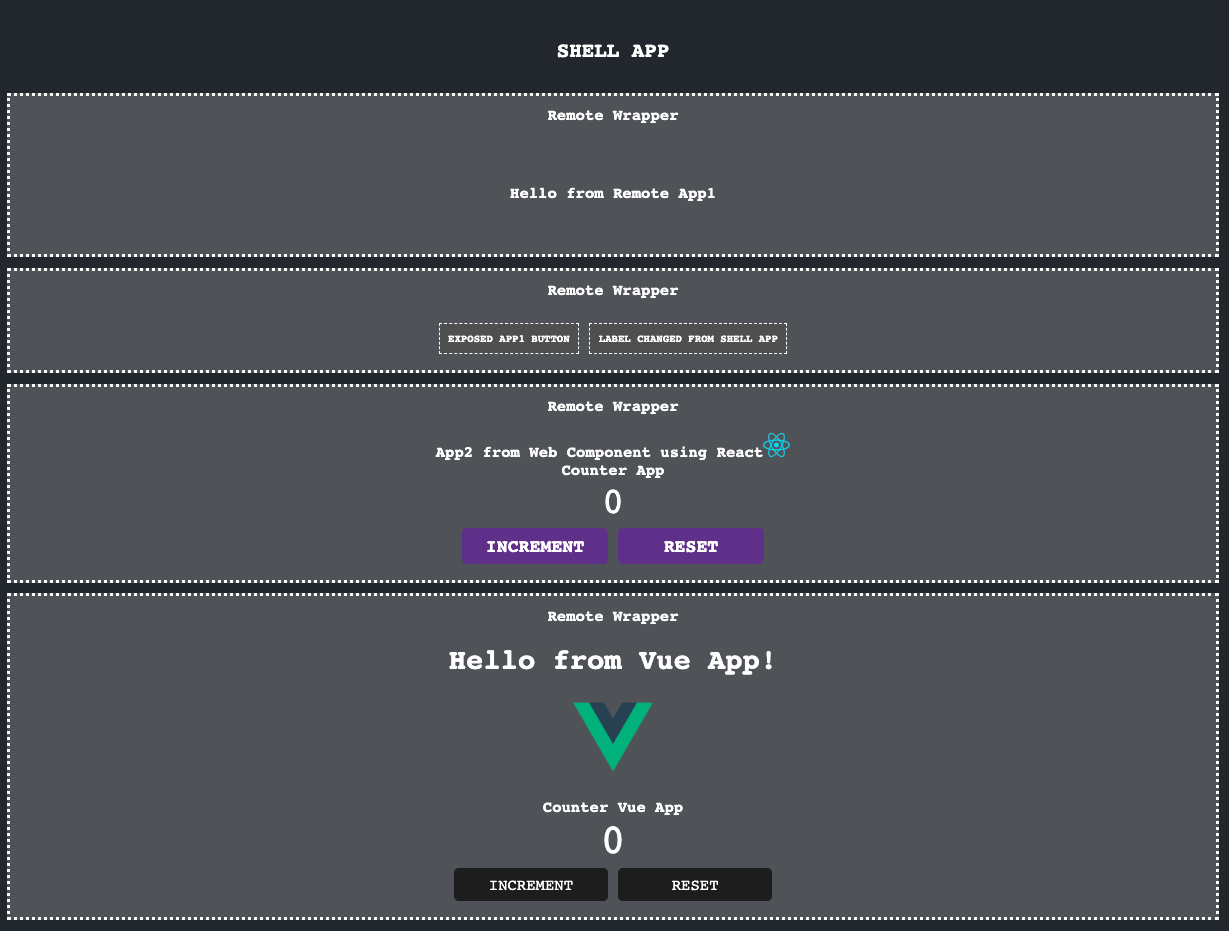 SHELL APP
Remote Wrapper
Hello from Remote App1
Remote Wrapper
EXPOSED APP1 BUTTON LABEL CHANGED FROM SHELL APP
Remote Wrapper
App2 from Web Component using React
Counter App
0
INCREMENT RESET
Remote Wrapper
Hello from Vue App!
Counter Vue App
0
INCREMENT RESET